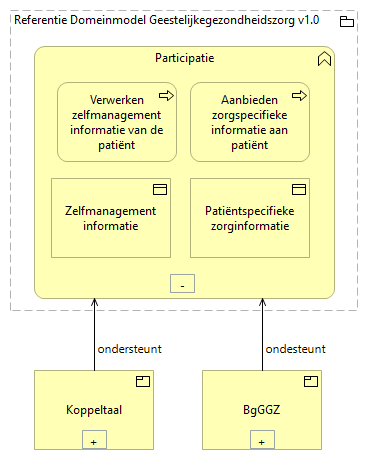 Referentie Domeinmodel Geestelijkegezondheidszorg v1.0
Participatie
Verwerken
zelfmanagement
informatie van de
patiënt
Aanbieden
zorgspecifieke
informatie aan
patiënt
Zelfmanagement
informatie
Patiëntspecifieke
zorginformatie
-
ondersteunt
ondesteunt
Koppeltaal
+
BgGGZ
+